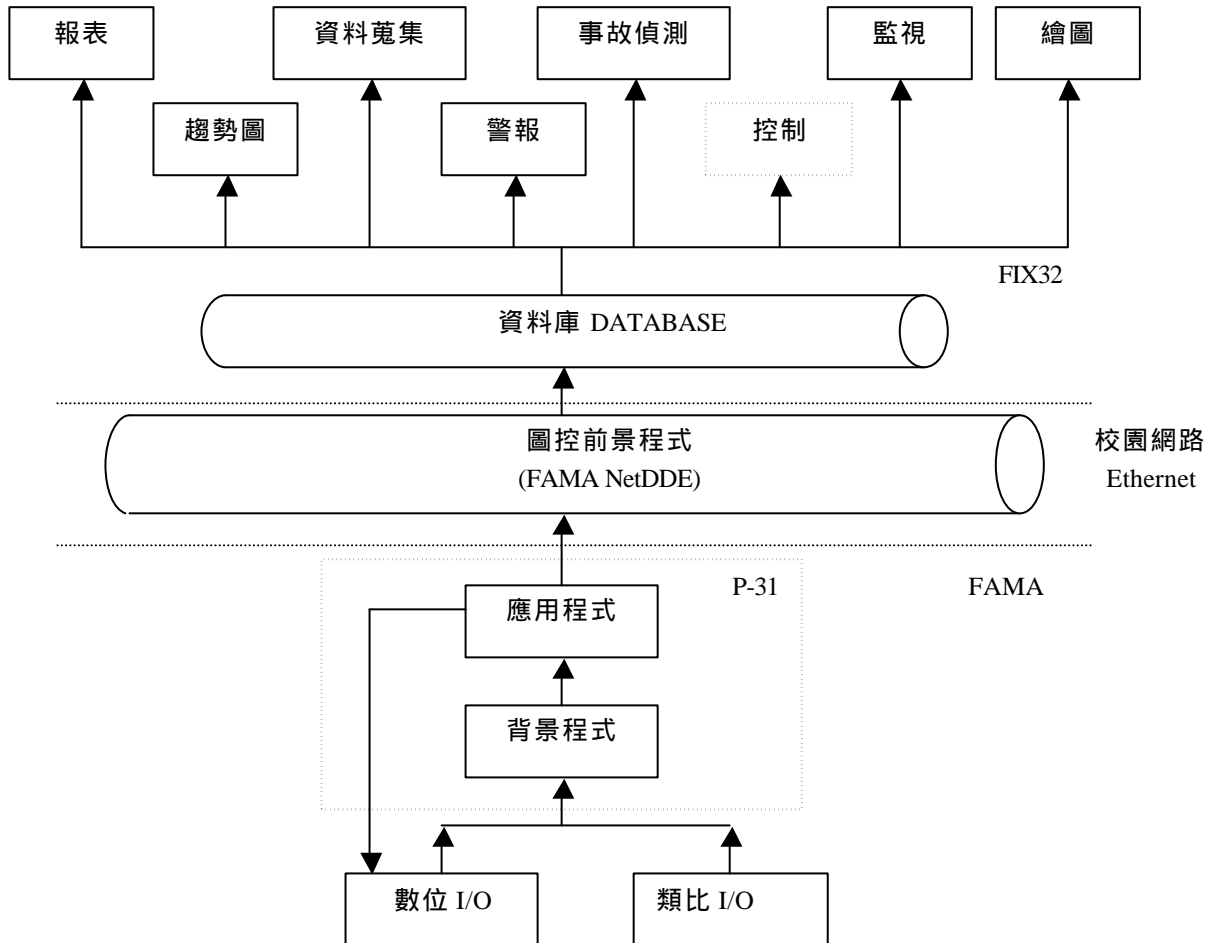 報表
資料蒐集
事故偵測
監視
繪圖
趨勢圖
警報
控制
FIX32
資料庫 DATABASE
圖控前景程式
(FAMA NetDDE)
校園網路
Ethernet
P-31
FAMA
應用程式
背景程式
數位 I/O
類比 I/O